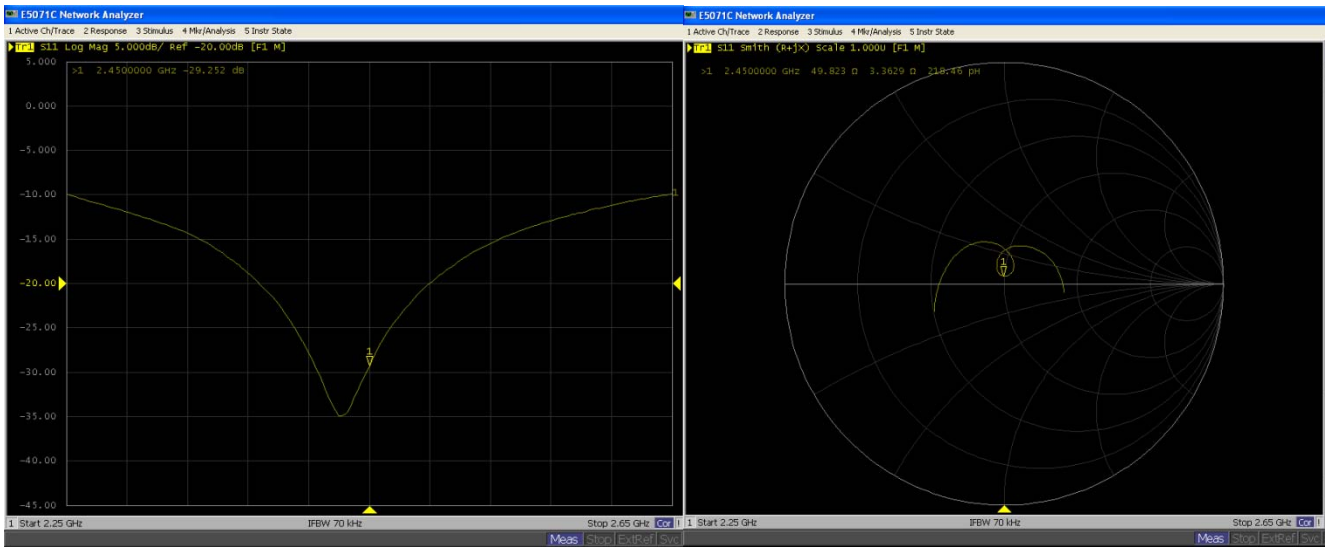 E5071C Network Analyzer
1 Active Ch/Trace 2 Response 3 Stimulus 4 Mkr/Analysis 5 Instr State
Tr1 S11 Log Mag 5.000dB/ Ref -20.00dB [F1 M]
5.000
>1 2.4500000 GHz -29.252 dB
0.000
-5.000
-10.00
1
-15.00
-20.00
-25.00
1
-30.00
-35.00
-40.00
-45.00
1 Start 2.25 GHz IFBW 70 kHz Stop 2.65 GHz Cor !
Meas Stop ExtRef Svc
E5071C Network Analyzer
1 Active Ch/Trace 2 Response 3 Stimulus 4 Mkr/Analysis 5 Instr State
Tr1 S11 Smith (R+jX) Scale 1.000U [F1 M]
>1 2.4500000 GHz 49.823 Ω 3.3629 Ω 218.46 pH
1
1 Start 2.25 GHz IFBW 70 kHz Stop 2.65 GHz Cor !
Meas Stop ExtRef Svc